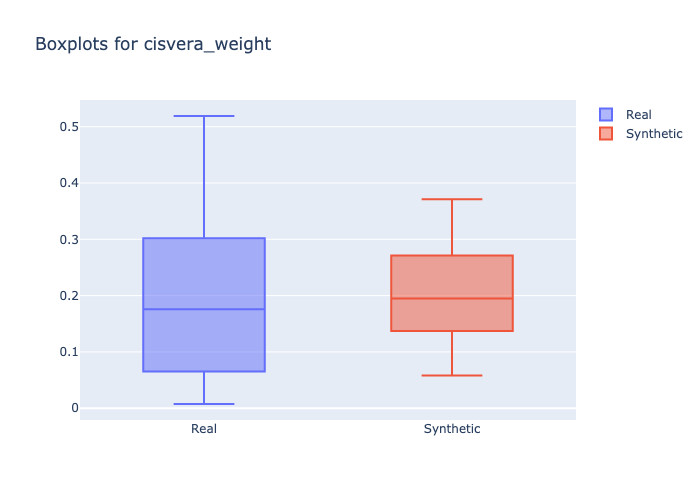 Boxplots for cisvera_weight
Real
Synthetic
0.5
0.4
0.3
0.2
0.1
0
Real
Synthetic